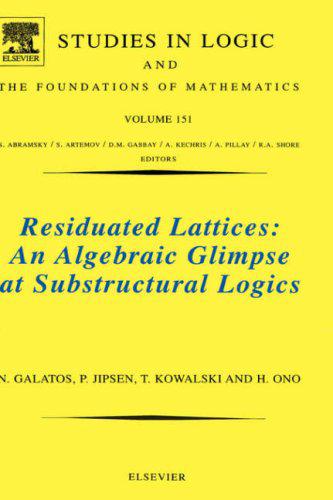 ELSEVIER
STUDIES IN LOGIC
AND
THE FOUNDATIONS OF MATHEMATICS
VOLUME 151
S. ABRAMSKY / S. ARTEMOV / D.M. GABBAY / A. KECHRIS / A. PILLAY / R.A. SHORE
EDITORS
Residuated Lattices:
An Algebraic Glimpse
at Substructural Logics
N. GALATOS, P. JIPSEN, T. KOWALSKI AND H. ONO
ELSEVIER